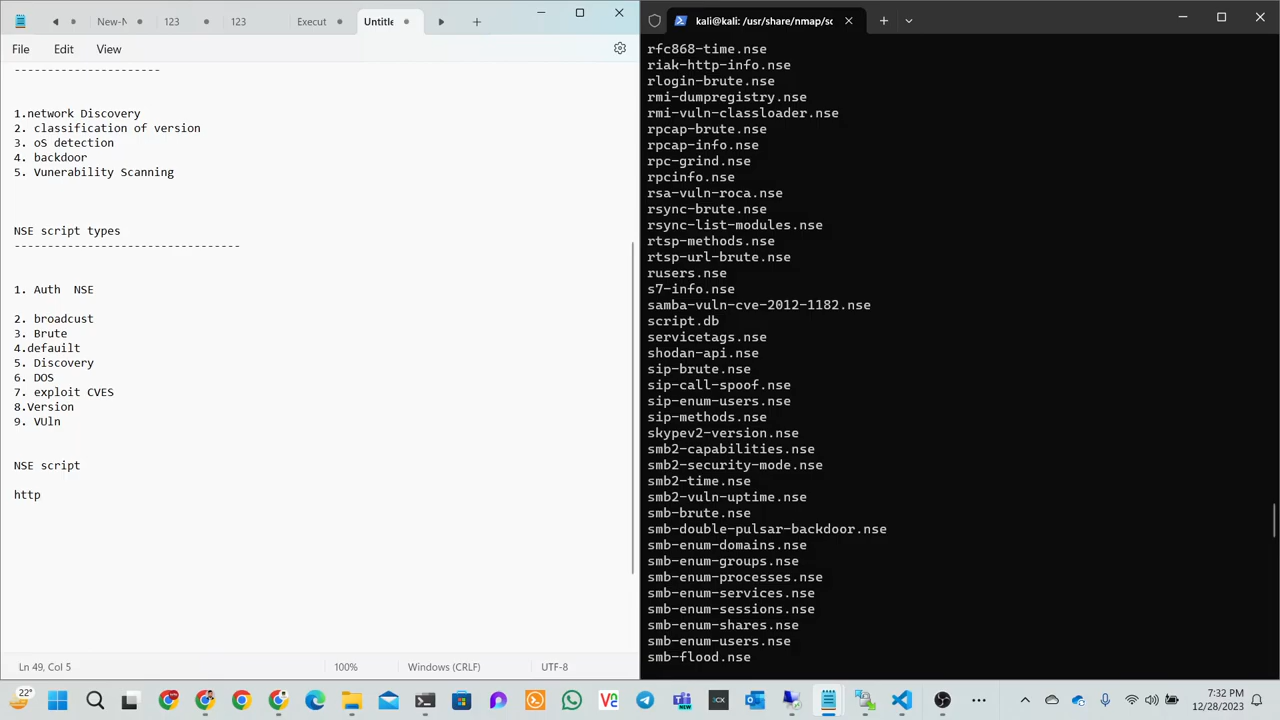 New-N
123
123
Execut
Untitle
File
Edit
View
----------------------
1.network Discovery
2. classification of version
3. oS detection
4. backdoor
5. Vunerability Scanning
NSE script types
----------------------------------
1. Auth  NSE
2. broadcast
3. Brute
4.defailt
5. Discovery
6. DOS
7. exploit CVES
8.Version
9. VUln
NSE script
http
Ln 49, Col 5
100%
Windows (CRLF)
UTF-8
kali@kali: /usr/share/nmap/sc
rfc868-time.nse
riak-http-info.nse
rlogin-brute.nse
rmi-dumpregistry.nse
rmi-vuln-classloader.nse
rpcap-brute.nse
rpcap-info.nse
rpc-grind.nse
rpcinfo.nse
rsa-vuln-roca.nse
rsync-brute.nse
rsync-list-modules.nse
rtsp-methods.nse
rtsp-url-brute.nse
rusers.nse
s7-info.nse
samba-vuln-cve-2012-1182.nse
script.db
servicetags.nse
shodan-api.nse
sip-brute.nse
sip-call-spoof.nse
sip-enum-users.nse
sip-methods.nse
skypev2-version.nse
smb2-capabilities.nse
smb2-security-mode.nse
smb2-time.nse
smb2-vuln-uptime.nse
smb-brute.nse
smb-double-pulsar-backdoor.nse
smb-enum-domains.nse
smb-enum-groups.nse
smb-enum-processes.nse
smb-enum-services.nse
smb-enum-sessions.nse
smb-enum-shares.nse
smb-enum-users.nse
smb-flood.nse
22°
NEW
3CX
7:32 PM
12/28/2023